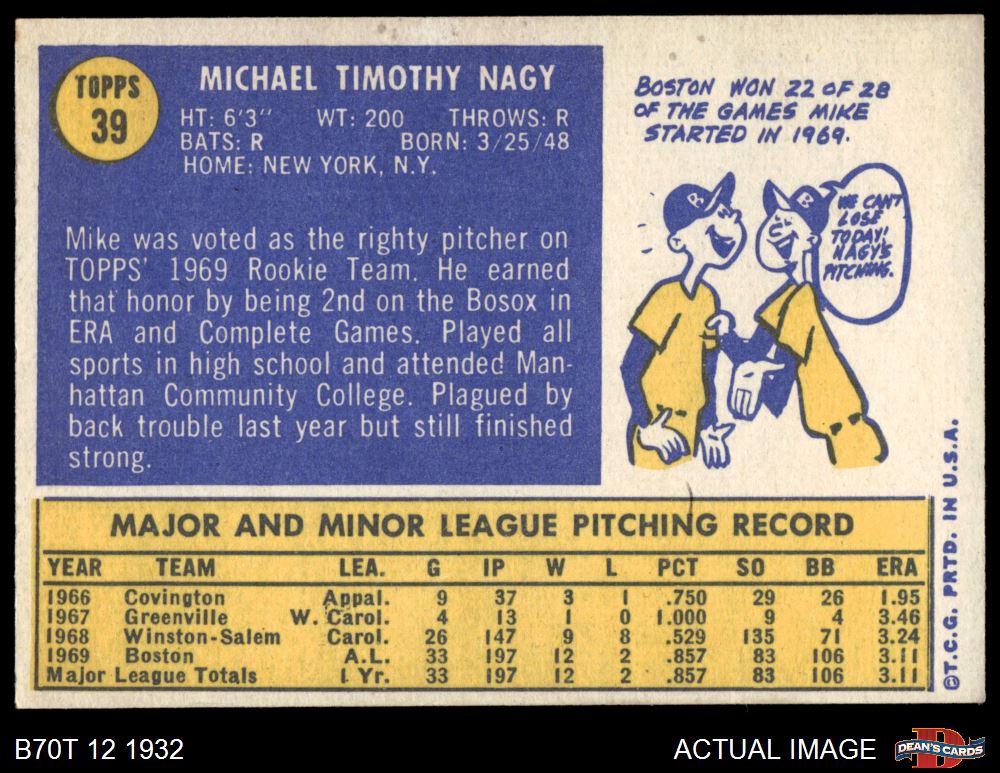 TOPPS
39
MICHAEL TIMOTHY NAGY
HT: 6'3" WT: 200 THROWS: R
BATS: R BORN: 3/25/48
HOME: NEW YORK, N.Y.
Mike was voted as the righty pitcher on
TOPPS' 1969 Rookie Team. He earned
that honor by being 2nd on the Bosox in
ERA and Complete Games. Played all
sports in high school and attended Man-
hattan Community College. Plagued by
back trouble last year but still finished
strong.
BOSTON WON 22 OF 28
OF THE GAMES MIKE
STARTED IN 1969.
B
B
WE CAN'T
LOSE
TODAY!
NAGY'S
PITCHING.
MAJOR AND MINOR LEAGUE PITCHING RECORD
YEAR TEAM LEA. G IP W L PCT SO BB ERA
1966 Covington Appal. 9 37 3 1 .750 29 26 1.95
1967 Greenville W. Carol. 4 13 1 0 1.000 9 4 3.46
1968 Winston-Salem Carol. 26 147 9 8 .529 135 71 3.24
1969 Boston A.L. 33 197 12 2 .857 83 106 3.11
Major League Totals 1 Yr. 33 197 12 2 .857 83 106 3.11
©T.C.G. PRTD. IN U.S.A.
B70T 12 1932
ACTUAL IMAGE
D
DEAN'S CARDS